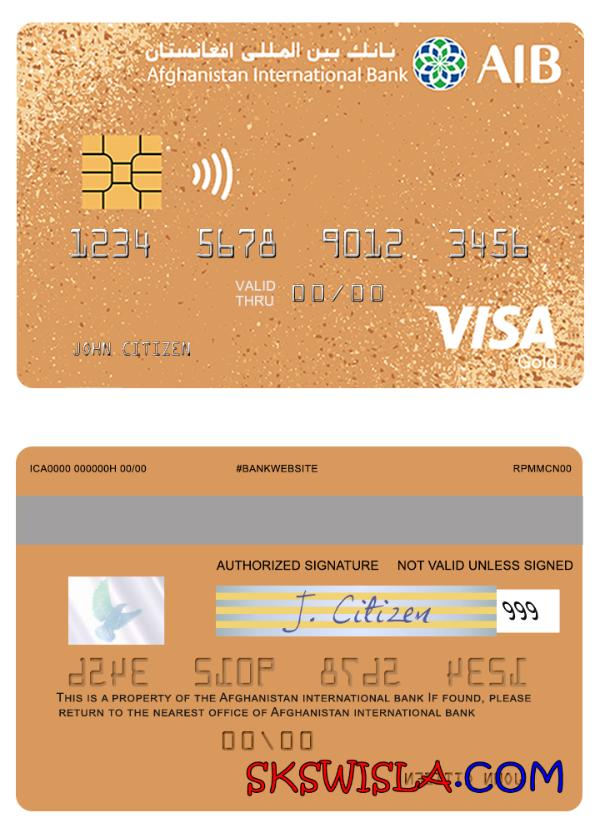 بانك بين المللی افغانستان
Afghanistan International Bank
AIB
1234 5678 9012 3456
VALID THRU 00/00
JOHN CITIZEN
VISA
Gold
ICA0000 000000H 00/00 #BANKWEBSITE RPMMCN00
AUTHORIZED SIGNATURE NOT VALID UNLESS SIGNED
J. Citizen 999
3456 9012 5678 1234
THIS IS A PROPERTY OF THE AFGHANISTAN INTERNATIONAL BANK IF FOUND, PLEASE
RETURN TO THE NEAREST OFFICE OF AFGHANISTAN INTERNATIONAL BANK
00/00
JOHN CITIZEN
SKSWISLA.COM